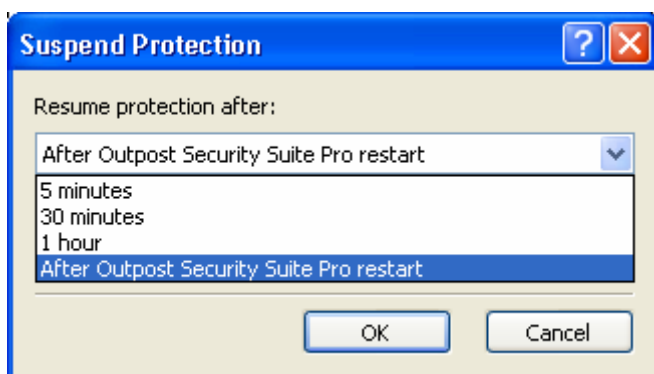 Suspend Protection
Resume protection after:
After Outpost Security Suite Pro restart
5 minutes
30 minutes
1 hour
After Outpost Security Suite Pro restart
OK Cancel